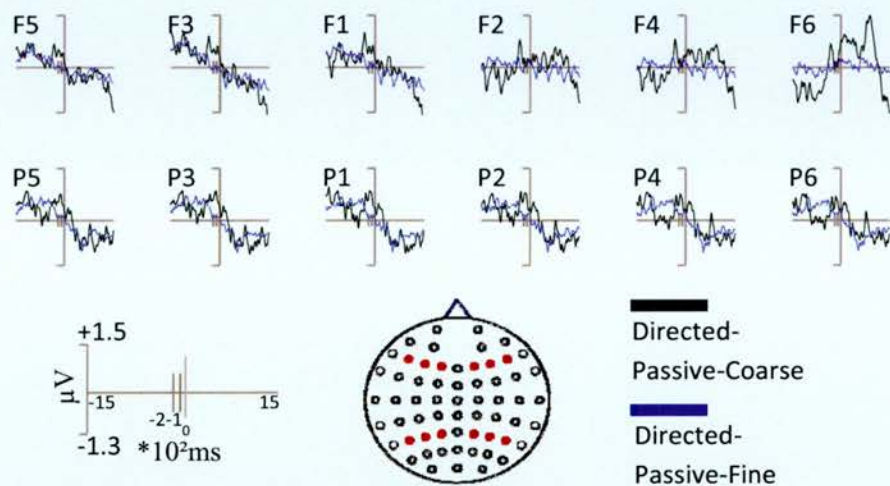 F5 F3 F1 F2 F4 F6
P5 P3 P1 P2 P4 P6
+1.5
µV
-15 15
-2-1
0
-1.3 *10²ms
Directed-
Passive-Coarse
Directed-
Passive-Fine